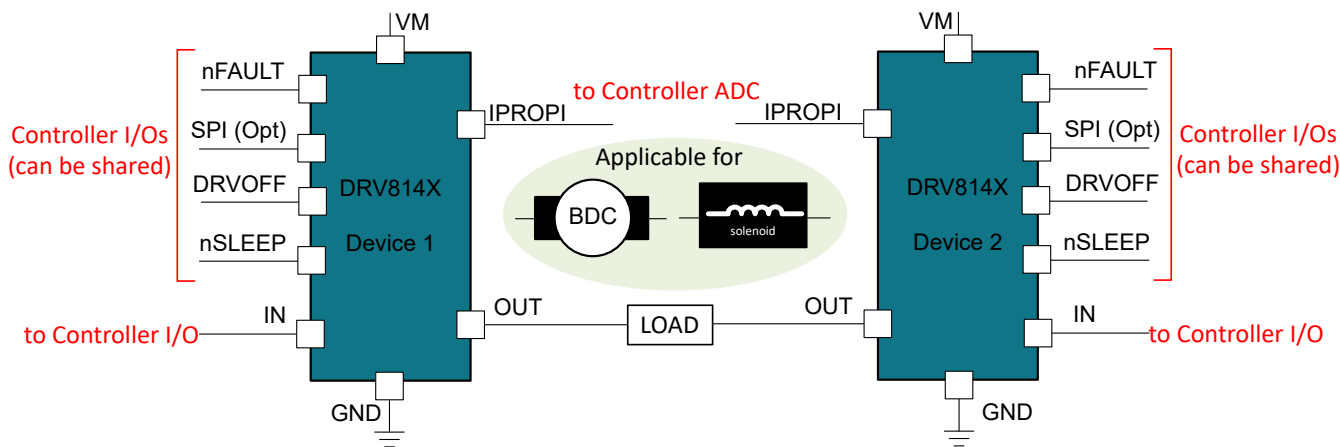 VM
nFAULT
SPI (Opt)
DRVOFF
nSLEEP
Controller I/Os
(can be shared)
IN
to Controller I/O
DRV814X
Device 1
IPROPI
OUT
GND
to Controller ADC
Applicable for
BDC
solenoid
LOAD
VM
IPROPI
OUT
DRV814X
Device 2
nFAULT
SPI (Opt)
DRVOFF
nSLEEP
Controller I/Os
(can be shared)
IN
to Controller I/O
GND